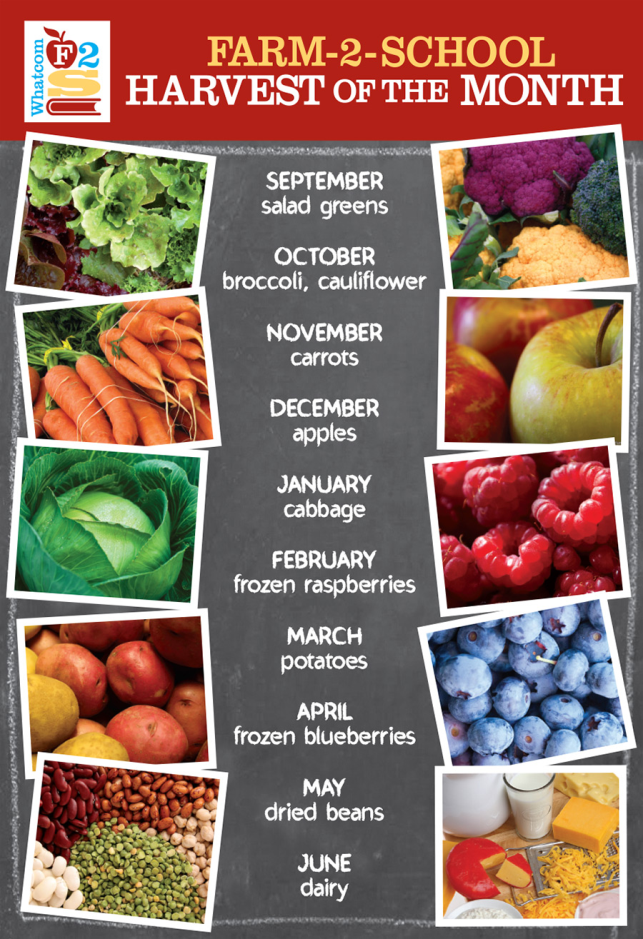 Whatcom
F2
S
FARM-2-SCHOOL
HARVEST OF THE MONTH
SEPTEMBER
salad greens
OCTOBER
broccoli, cauliflower
NOVEMBER
carrots
DECEMBER
apples
JANUARY
cabbage
FEBRUARY
frozen raspberries
MARCH
potatoes
APRIL
frozen blueberries
MAY
dried beans
JUNE
dairy